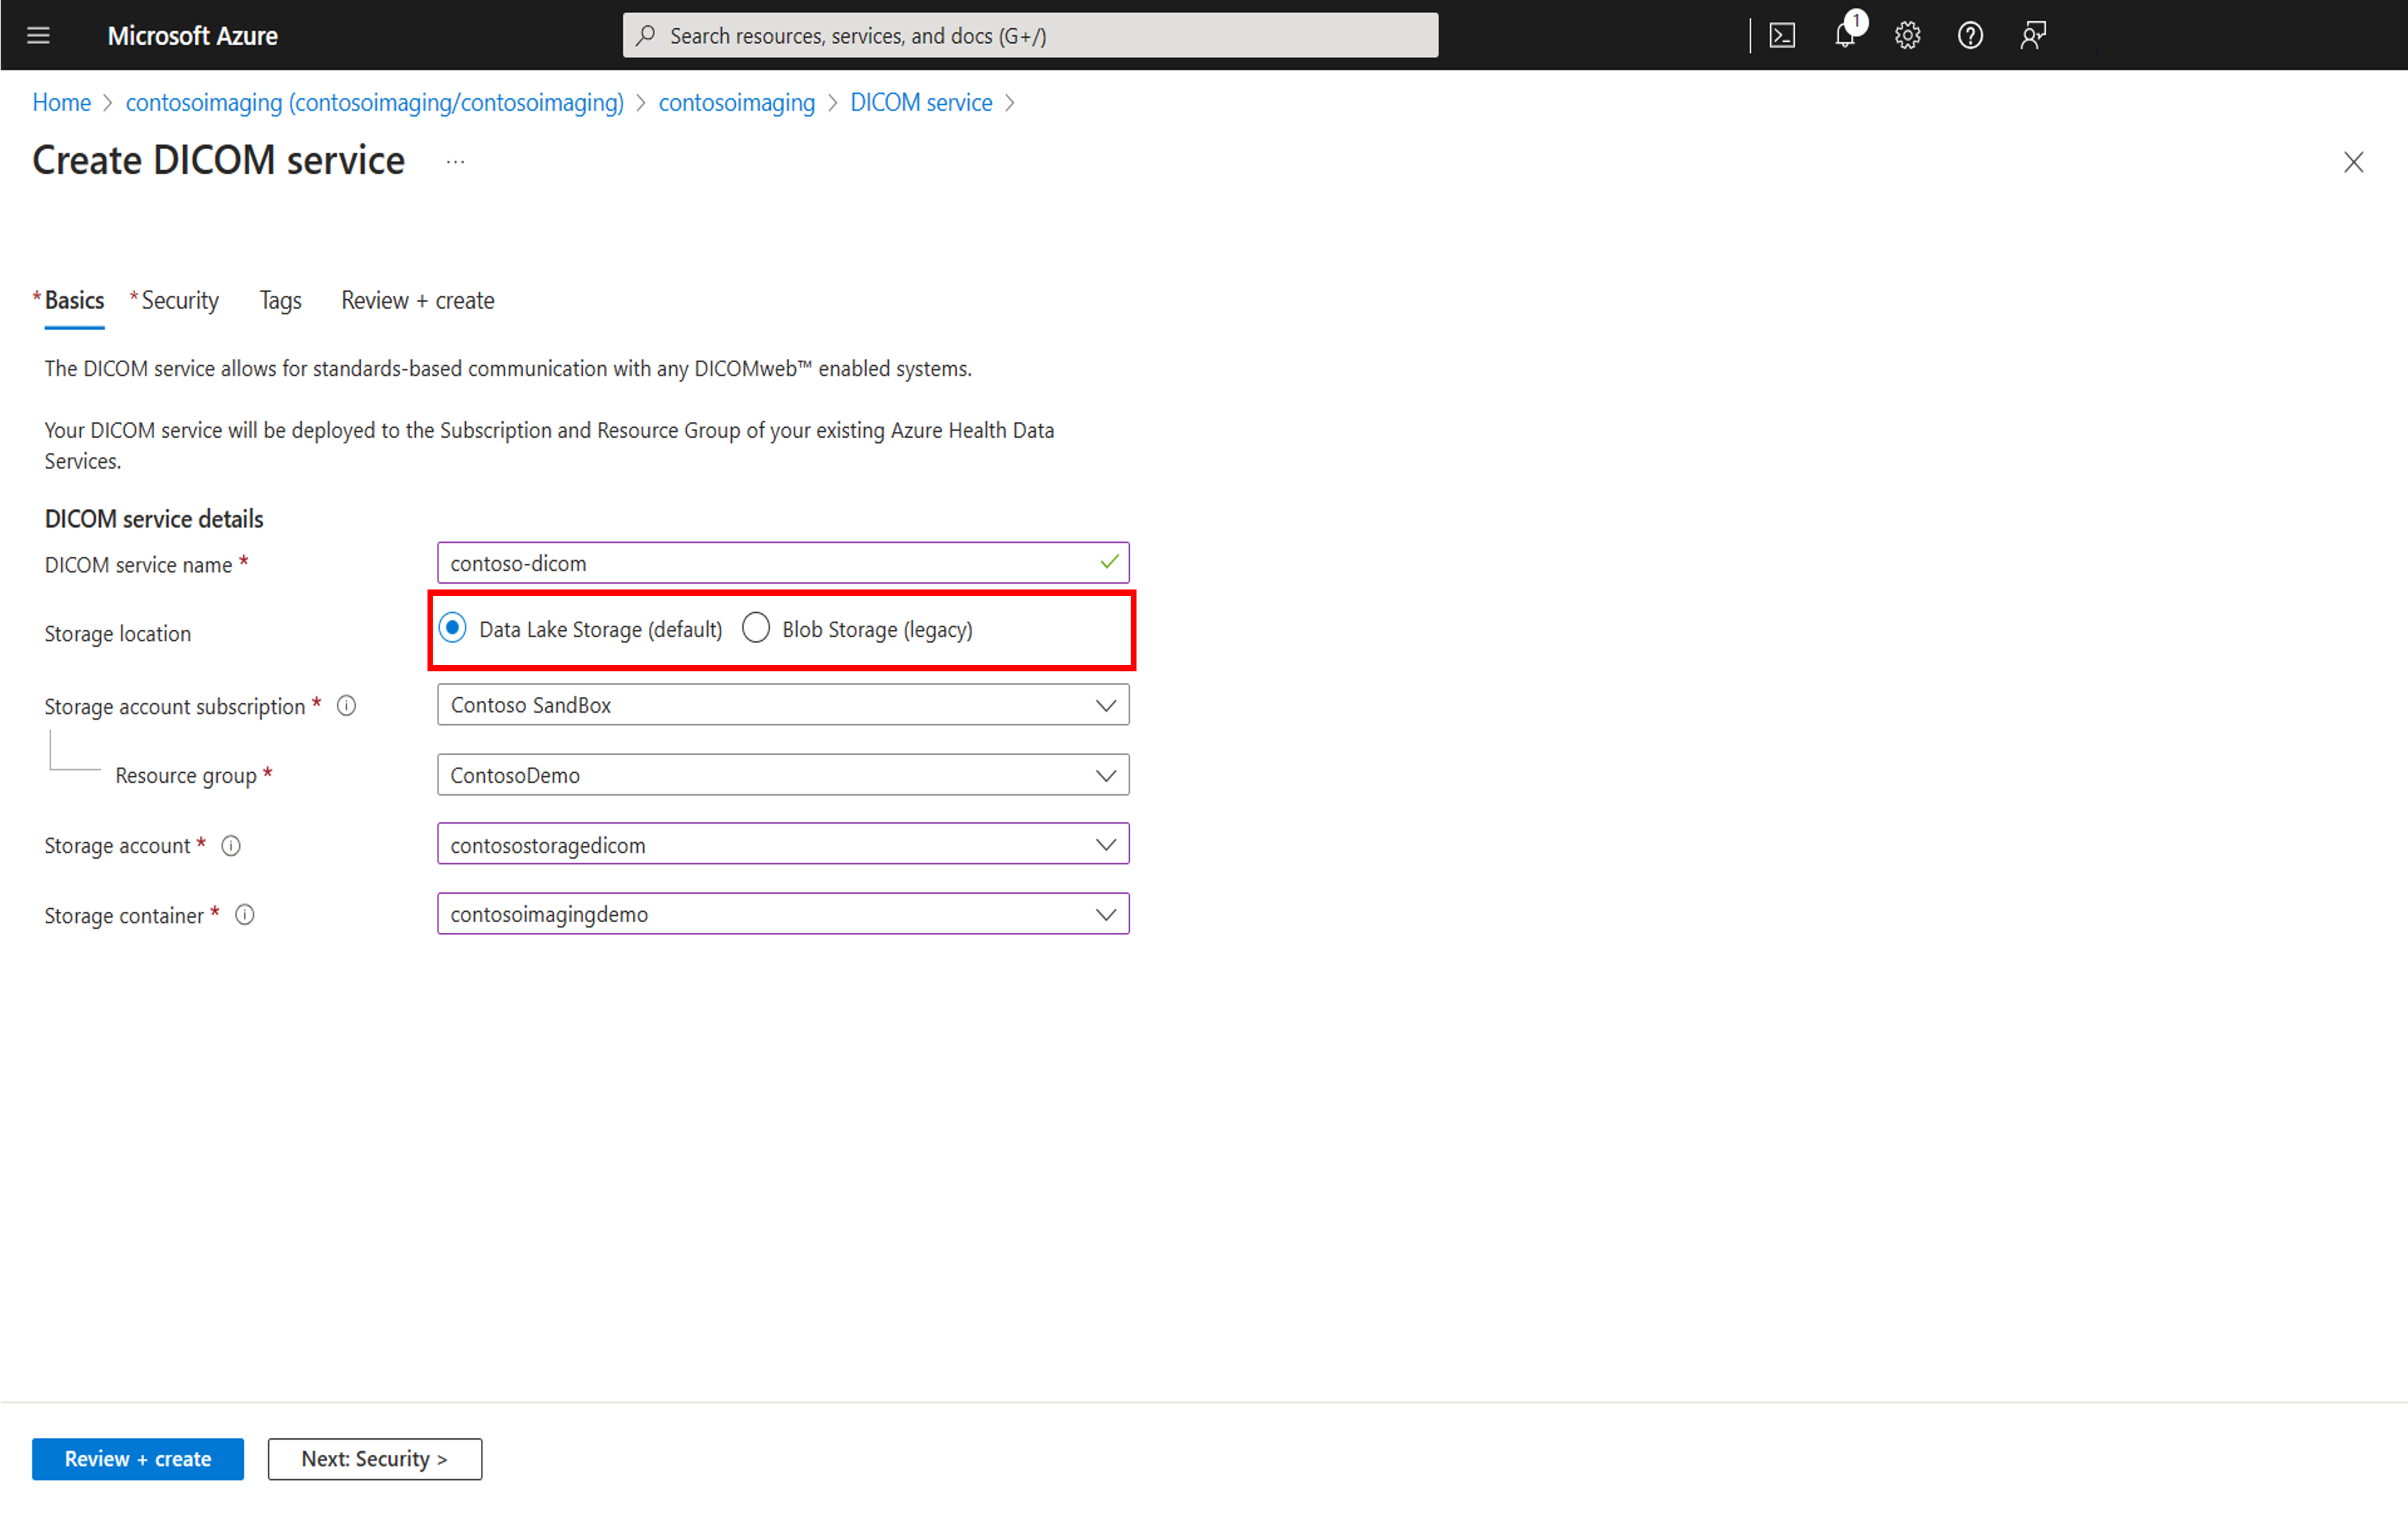 Microsoft Azure
Search resources, services, and docs (G+/)
1
Home > contosoimaging (contosoimaging/contosoimaging) > contosoimaging > DICOM service >
Create DICOM service ...
* Basics * Security Tags Review + create
The DICOM service allows for standards-based communication with any DICOMweb™ enabled systems.
Your DICOM service will be deployed to the Subscription and Resource Group of your existing Azure Health Data
Services.
DICOM service details
DICOM service name * contoso-dicom
Storage location Data Lake Storage (default) Blob Storage (legacy)
Storage account subscription * Contoso SandBox
Resource group * ContosoDemo
Storage account * contosostoragedicom
Storage container * contosoimagingdemo
Review + create Next: Security >